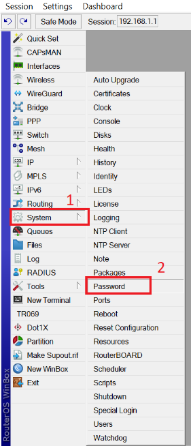 Session Settings Dashboard
Safe Mode Session: 192.168.1.1
RouterOS WinBox
Quick Set
CAPsMAN
Interfaces
Wireless
WireGuard
Bridge
PPP
Switch
Mesh
IP
MPLS
IPv6
Routing
System
1
Queues
Files
Log
RADIUS
Tools
New Terminal
TR069
Dot1X
Partition
Make Supout.rif
New WinBox
Exit
Auto Upgrade
Certificates
Clock
Console
Disks
Health
History
Identity
LEDs
License
Logging
NTP Client
NTP Server
Note
Packages
2
Password
Ports
Reboot
Reset Configuration
Resources
RouterBOARD
Scheduler
Scripts
Shutdown
Special Login
Users
Watchdog